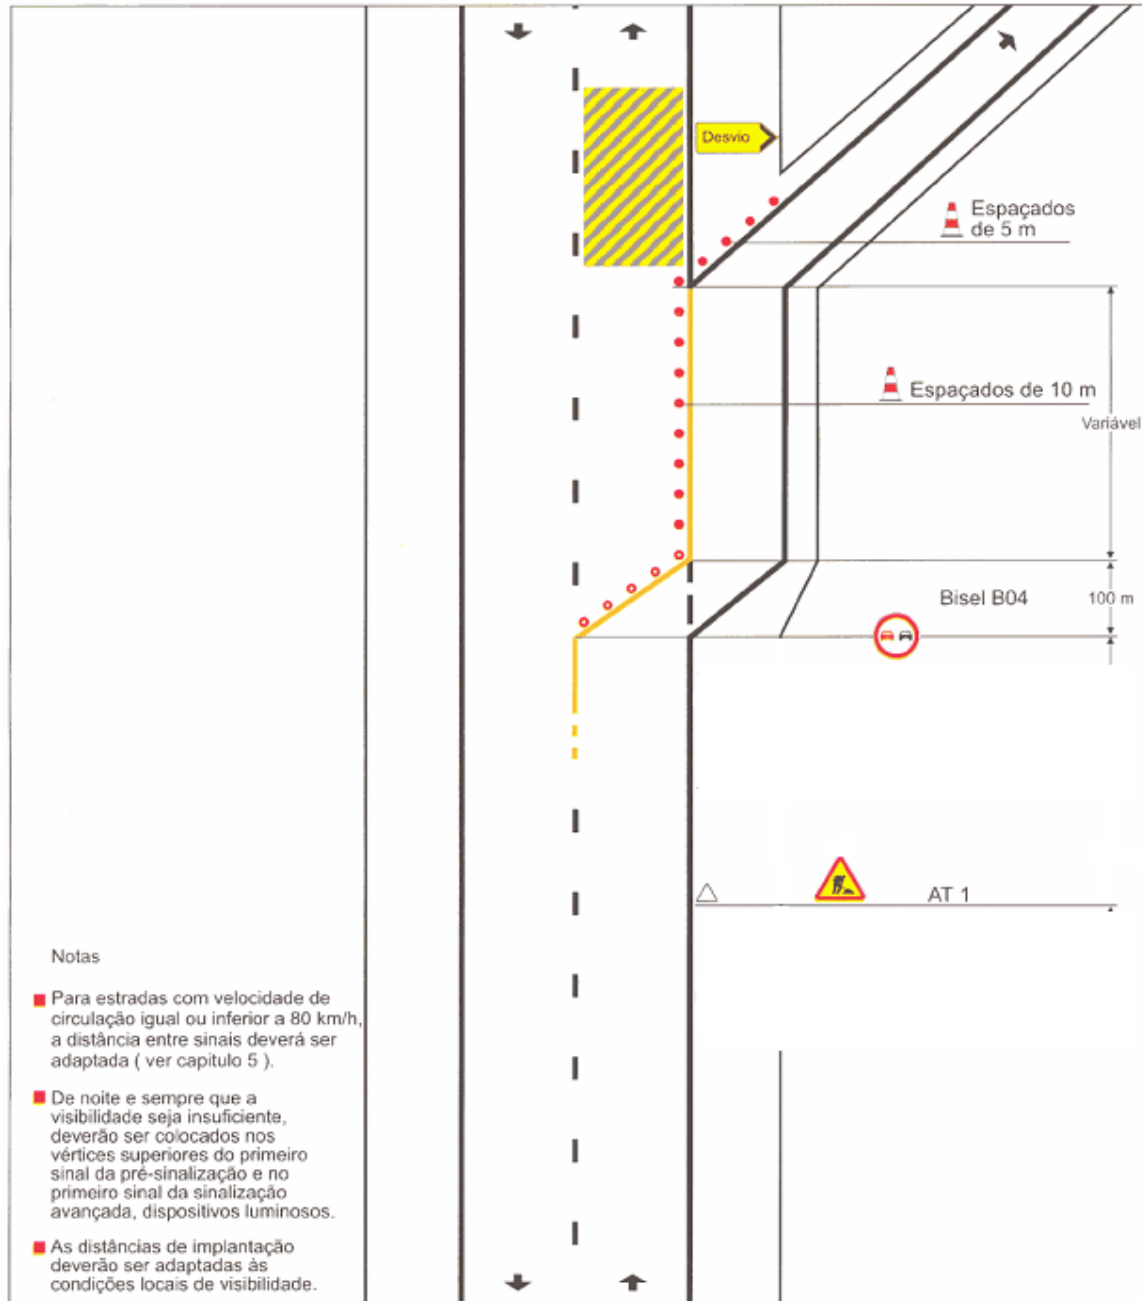 Desvio
Espaçados
de 5 m
Espaçados de 10 m
Variável
Bisel B04
100 m
AT 1
Notas
Para estradas com velocidade de
circulação igual ou inferior a 80 km/h,
a distância entre sinais deverá ser
adaptada ( ver capitulo 5 ).
De noite e sempre que a
visibilidade seja insuficiente,
deverão ser colocados nos
vértices superiores do primeiro
sinal da pré-sinalização e no
primeiro sinal da sinalização
avançada, dispositivos luminosos.
As distâncias de implantação
deverão ser adaptadas às
condições locais de visibilidade.